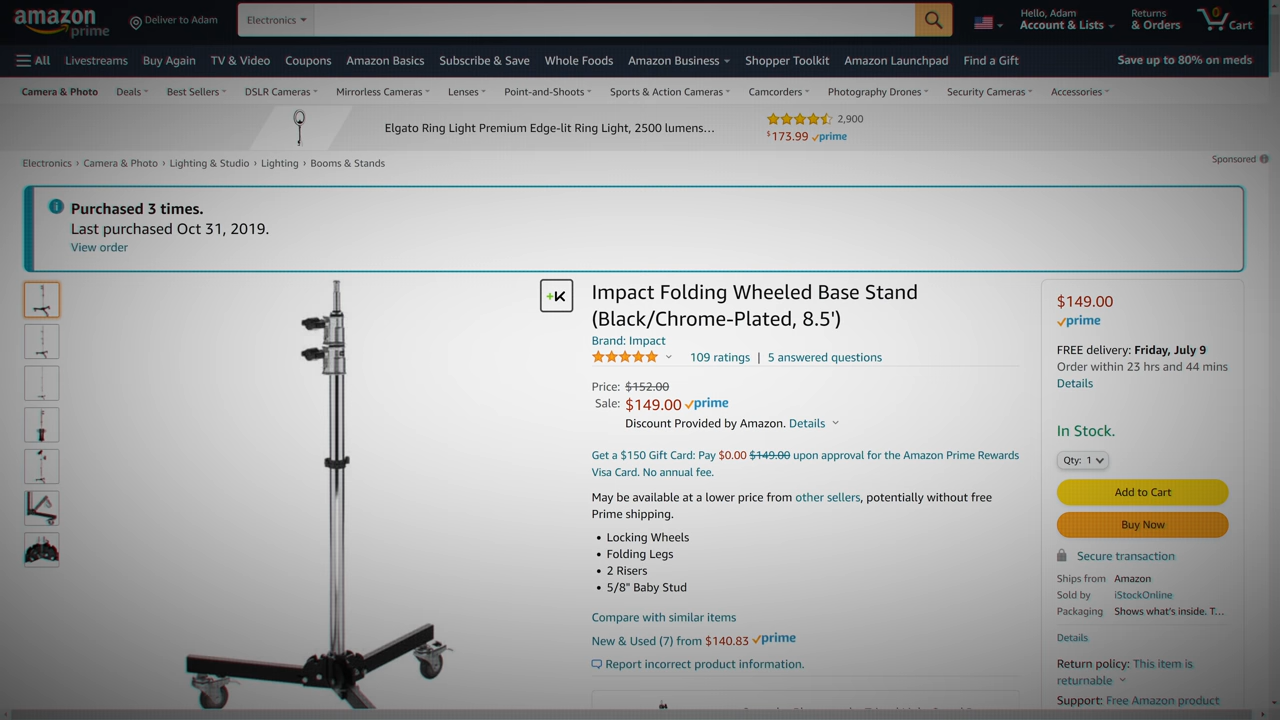 amazon prime
Deliver to Adam
Electronics
Hello, Adam
Account & Lists
Returns
& Orders
0
Cart
All
Livestreams
Buy Again
TV & Video
Coupons
Amazon Basics
Subscribe & Save
Whole Foods
Amazon Business
Shopper Toolkit
Amazon Launchpad
Find a Gift
Save up to 80% on meds
Camera & Photo
Deals
Best Sellers
DSLR Cameras
Mirrorless Cameras
Lenses
Point-and-Shoots
Sports & Action Cameras
Camcorders
Photography Drones
Security Cameras
Accessories
Elgato Ring Light Premium Edge-lit Ring Light, 2500 lumens…
2,900
$173.99 prime
Electronics › Camera & Photo › Lighting & Studio › Lighting › Booms & Stands
Sponsored
Purchased 3 times.
Last purchased Oct 31, 2019.
View order
+K
Impact Folding Wheeled Base Stand
(Black/Chrome-Plated, 8.5')
Brand: Impact
109 ratings | 5 answered questions
Price: $152.00
Sale: $149.00 prime
Discount Provided by Amazon. Details
Get a $150 Gift Card: Pay $0.00 $149.00 upon approval for the Amazon Prime Rewards
Visa Card. No annual fee.
May be available at a lower price from other sellers, potentially without free
Prime shipping.
• Locking Wheels
• Folding Legs
• 2 Risers
• 5/8" Baby Stud
Compare with similar items
New & Used (7) from $140.83 prime
Report incorrect product information.
$149.00
prime
FREE delivery: Friday, July 9
Order within 23 hrs and 44 mins
Details
In Stock.
Qty: 1
Add to Cart
Buy Now
Secure transaction
Ships from Amazon
Sold by iStockOnline
Packaging Shows what's inside. T…
Details
Return policy: This item is
returnable
Support: Free Amazon product